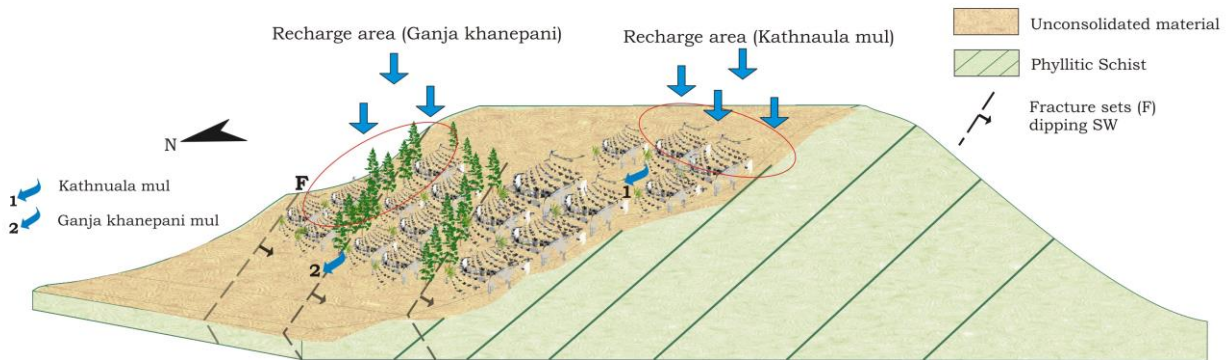 Recharge area (Ganja khanepani)
Recharge area (Kathnaula mul)
Unconsolidated material
Phyllitic Schist
Fracture sets (F)
dipping SW
N
1 Kathnuala mul
2 Ganja khanepani mul
F
1
2